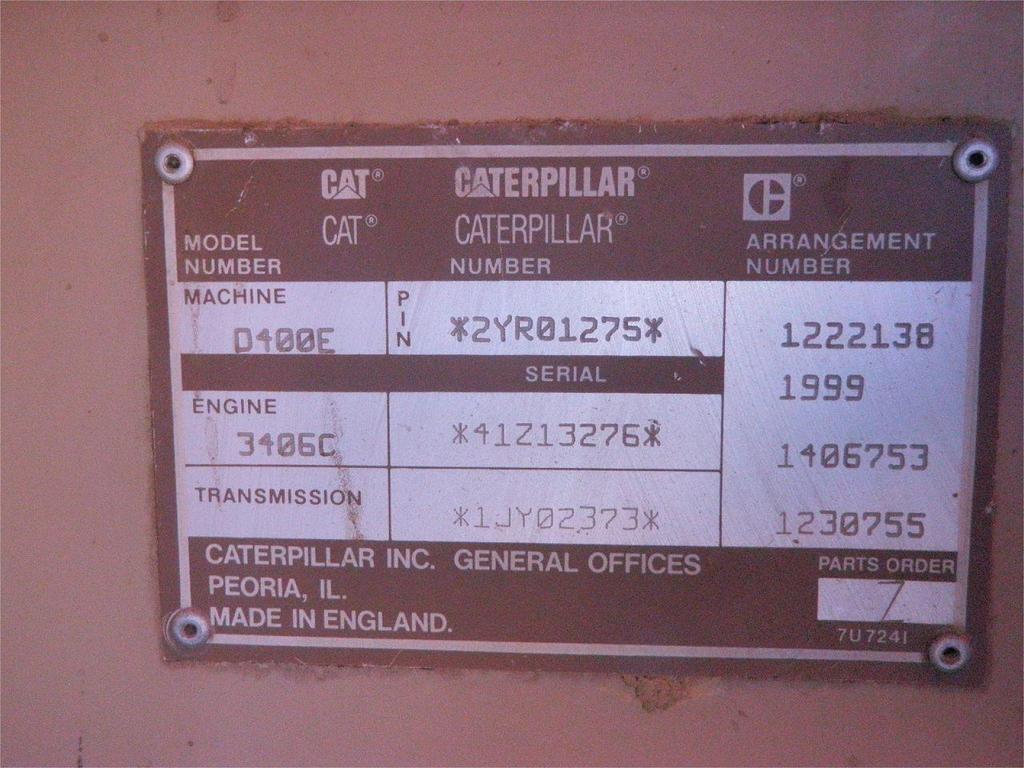 CAT® CATERPILLAR® C®
CAT® CATERPILLAR®
MODEL NUMBER NUMBER ARRANGEMENT NUMBER
MACHINE D400E PIN *2YR01275* 1222138
SERIAL 1999
ENGINE 3406C *41Z13276* 1406753
TRANSMISSION *1JY02373* 1230755
CATERPILLAR INC. GENERAL OFFICES PARTS ORDER
PEORIA, IL. 7
MADE IN ENGLAND. 7U7241